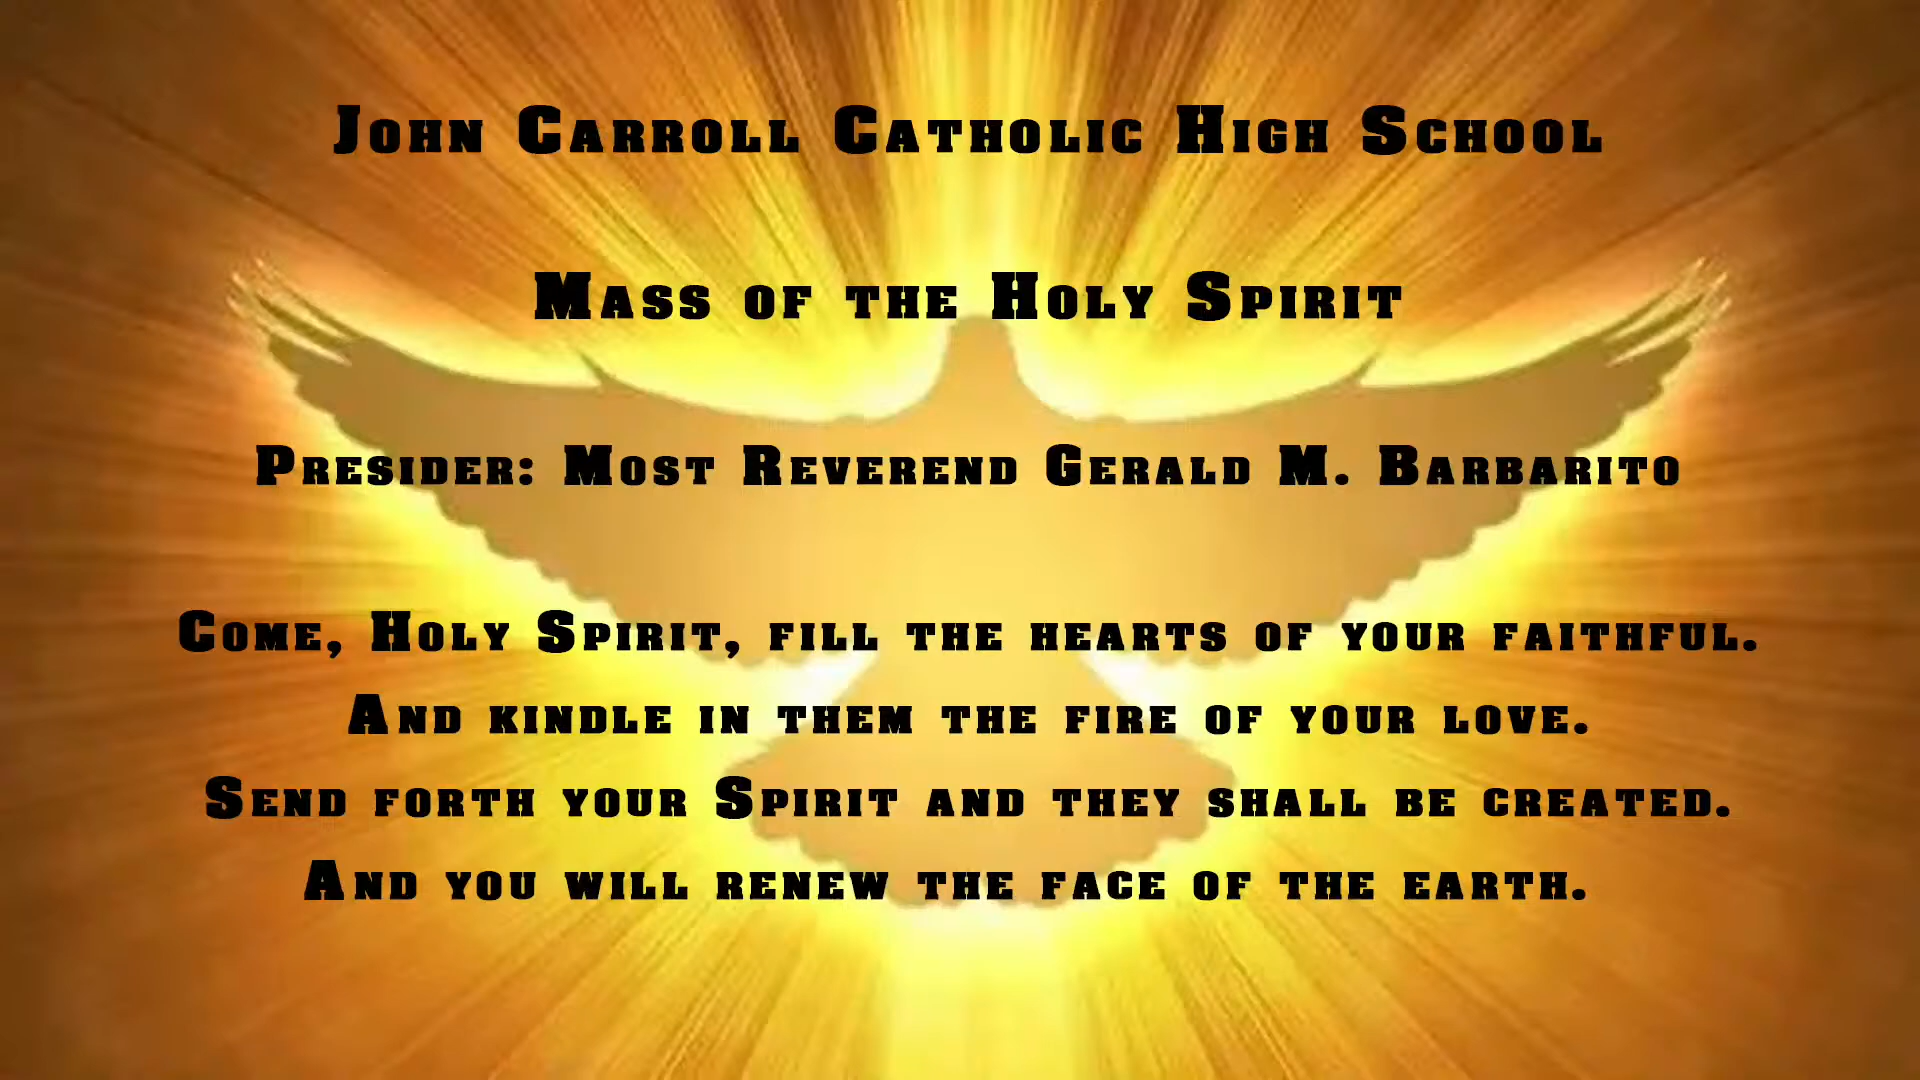 John Carroll Catholic High School
Mass of the Holy Spirit
Presider: Most Reverend Gerald M. Barbarito
Come, Holy Spirit, fill the hearts of your faithful.
And kindle in them the fire of your love.
Send forth your Spirit and they shall be created.
And you will renew the face of the earth.